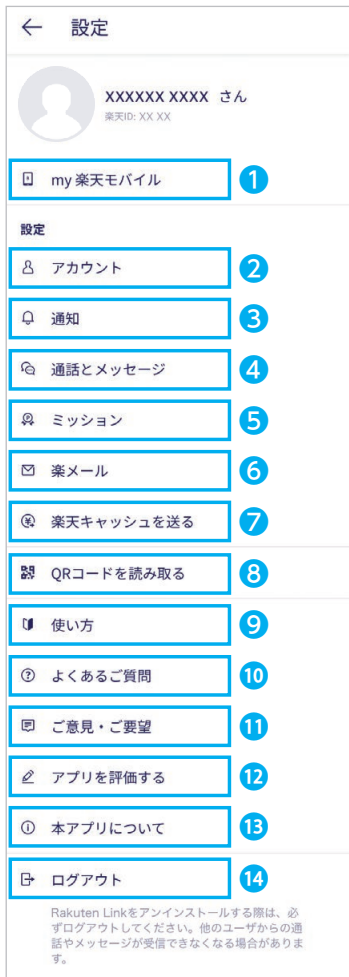 設定
XXXXXX XXXX さん
楽天ID: XX XX
my 楽天モバイル 1
設定
アカウント 2
通知 3
通話とメッセージ 4
ミッション 5
楽メール 6
楽天キャッシュを送る 7
QRコードを読み取る 8
使い方 9
よくあるご質問 10
ご意見・ご要望 11
アプリを評価する 12
本アプリについて 13
ログアウト 14
Rakuten Linkをアンインストールする際は、必
ずログアウトしてください。他のユーザからの通
話やメッセージが受信できなくなる場合がありま
す。